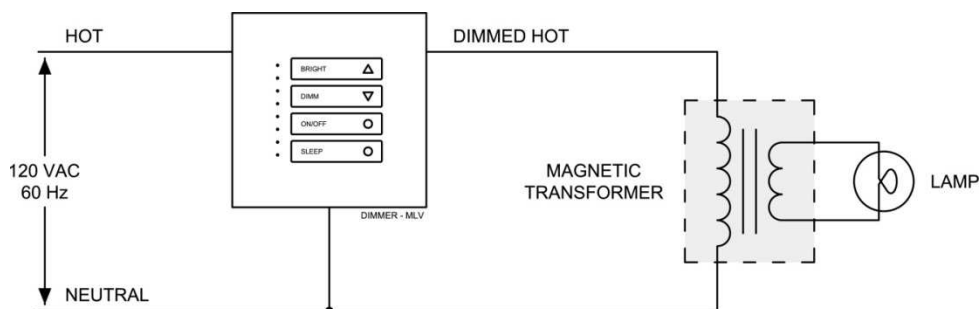 HOT
DIMMED HOT
BRIGHT
DIMM
ON/OFF
SLEEP
120 VAC
60 Hz
MAGNETIC
TRANSFORMER
LAMP
DIMMER - MLV
NEUTRAL